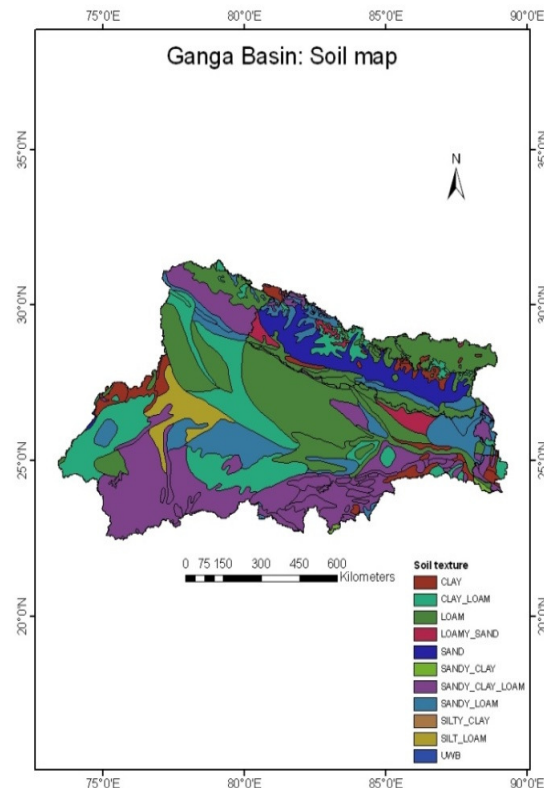 75°0'E 80°0'E 85°0'E 90°0'E
Ganga Basin: Soil map
35°0'N 35°0'N
N
30°0'N 30°0'N
25°0'N 25°0'N
0 75 150 300 450 600
Kilometers
20°0'N 20°0'N
Soil texture
CLAY
CLAY_LOAM
LOAM
LOAMY_SAND
SAND
SANDY_CLAY
SANDY_CLAY_LOAM
SANDY_LOAM
SILTY_CLAY
SILT_LOAM
UWB
75°0'E 80°0'E 85°0'E 90°0'E